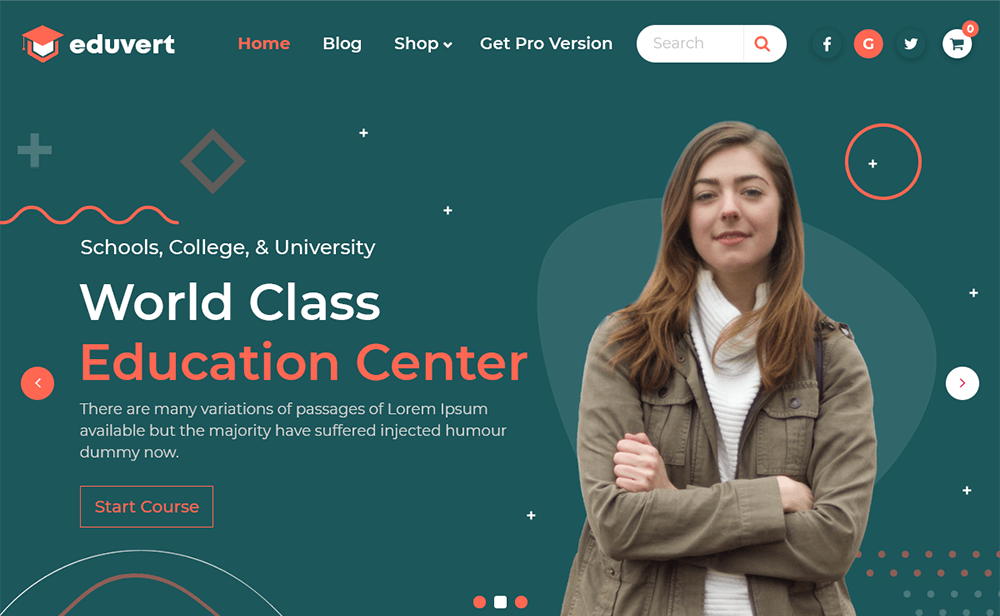 eduvert
Home Blog Shop Get Pro Version Search G 0
Schools, College, & University
World Class
Education Center
There are many variations of passages of Lorem Ipsum
available but the majority have suffered injected humour
dummy now.
Start Course